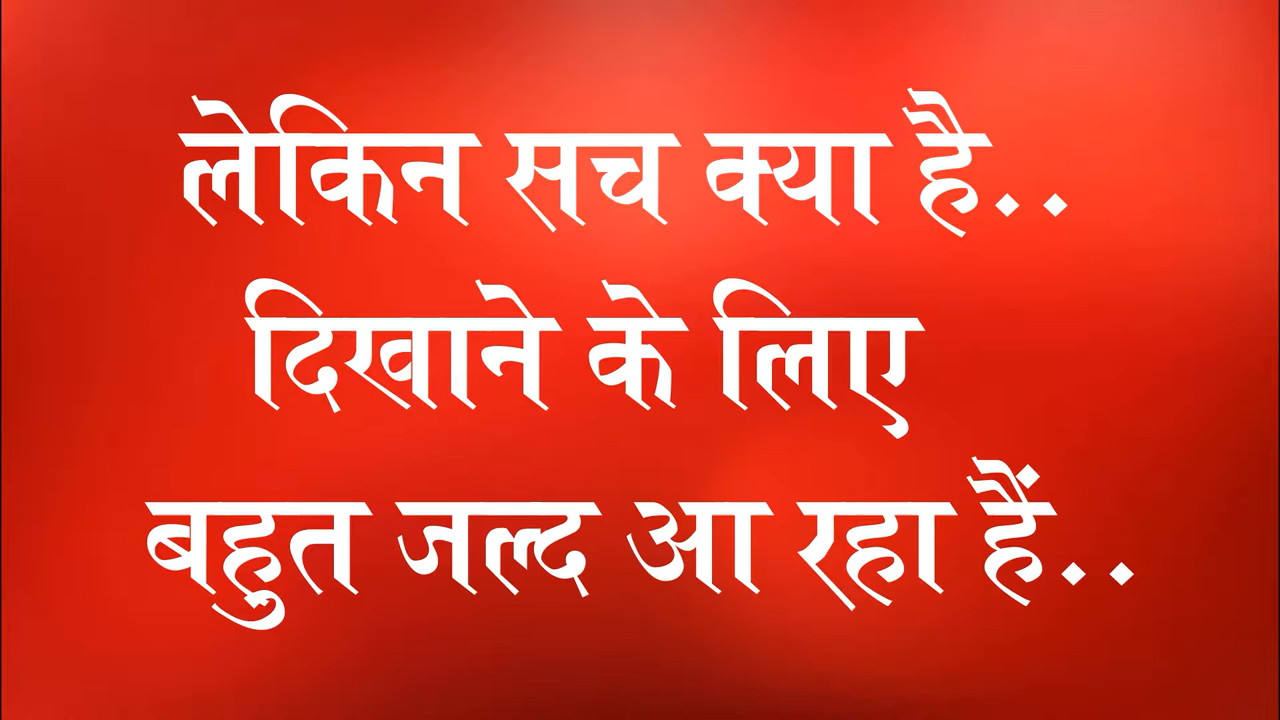 लेकिन सच क्या है..
दिखाने के लिए
बहुत जल्द आ रहा हैं..